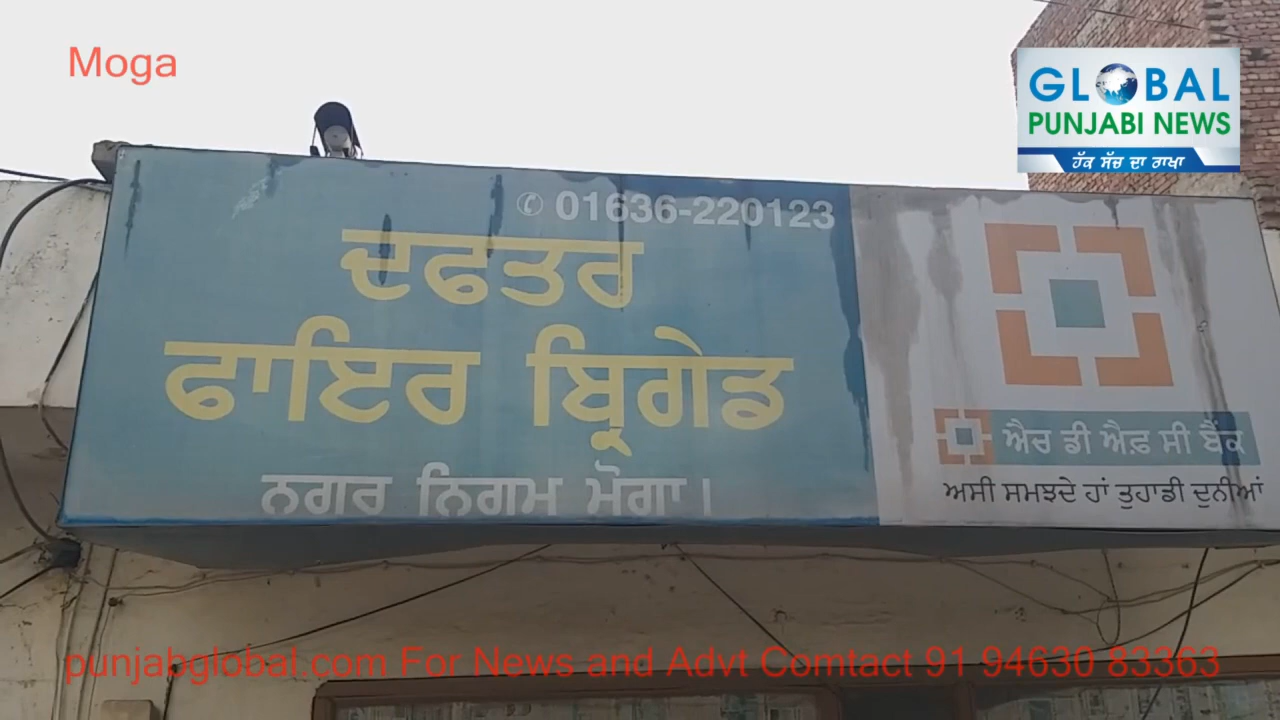 Moga
GLOBAL
PUNJABI NEWS
ਹੱਕ ਸੱਚ ਦਾ ਰਾਖਾ
✆ 01636-220123
ਦਫਤਰ
ਫਾਇਰ ਬ੍ਰਿਗੇਡ
ਨਗਰ ਨਿਗਮ ਮੋਗਾ।
ਐਚ ਡੀ ਐਫ਼ ਸੀ ਬੈਂਕ
ਅਸੀ ਸਮਝਦੇ ਹਾਂ ਤੁਹਾਡੀ ਦੁਨੀਆਂ
punjabglobal.com For News and Advt Comtact 91 94630 83363